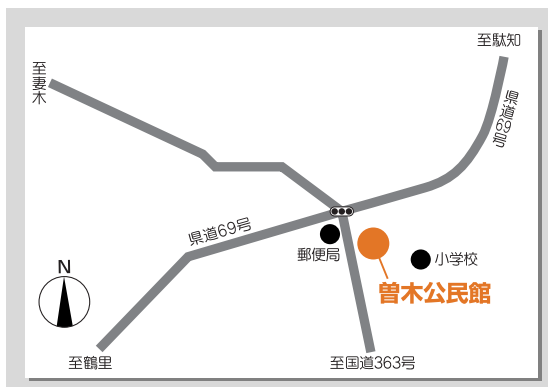 至駄知
至妻木
県道69号
県道69号
郵便局
小学校
曽木公民館
N
至鶴里
至国道363号